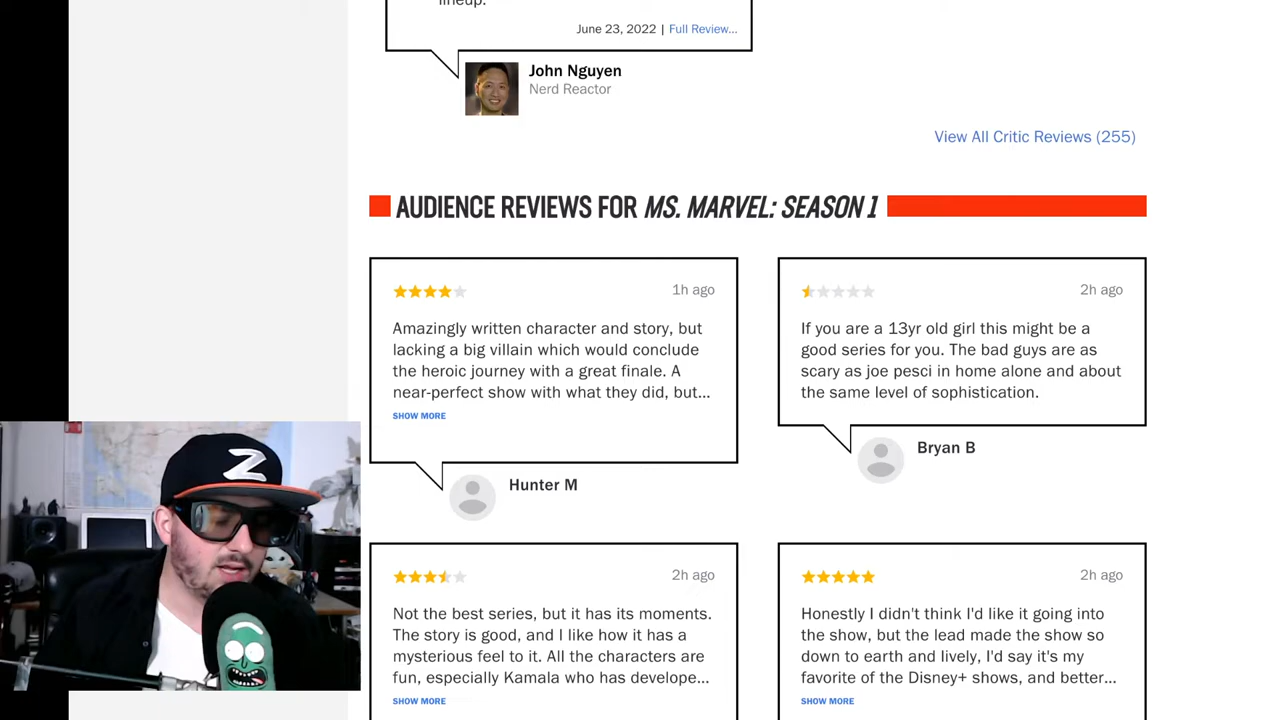 lineup.
June 23, 2022 | Full Review...
John Nguyen
Nerd Reactor
View All Critic Reviews (255)
AUDIENCE REVIEWS FOR MS. MARVEL: SEASON 1
1h ago
Amazingly written character and story, but
lacking a big villain which would conclude
the heroic journey with a great finale. A
near-perfect show with what they did, but...
SHOW MORE
Hunter M
2h ago
If you are a 13yr old girl this might be a
good series for you. The bad guys are as
scary as joe pesci in home alone and about
the same level of sophistication.
Bryan B
2h ago
Not the best series, but it has its moments.
The story is good, and I like how it has a
mysterious feel to it. All the characters are
fun, especially Kamala who has develope...
SHOW MORE
2h ago
Honestly I didn't think I'd like it going into
the show, but the lead made the show so
down to earth and lively, I'd say it's my
favorite of the Disney+ shows, and better...
SHOW MORE
Z